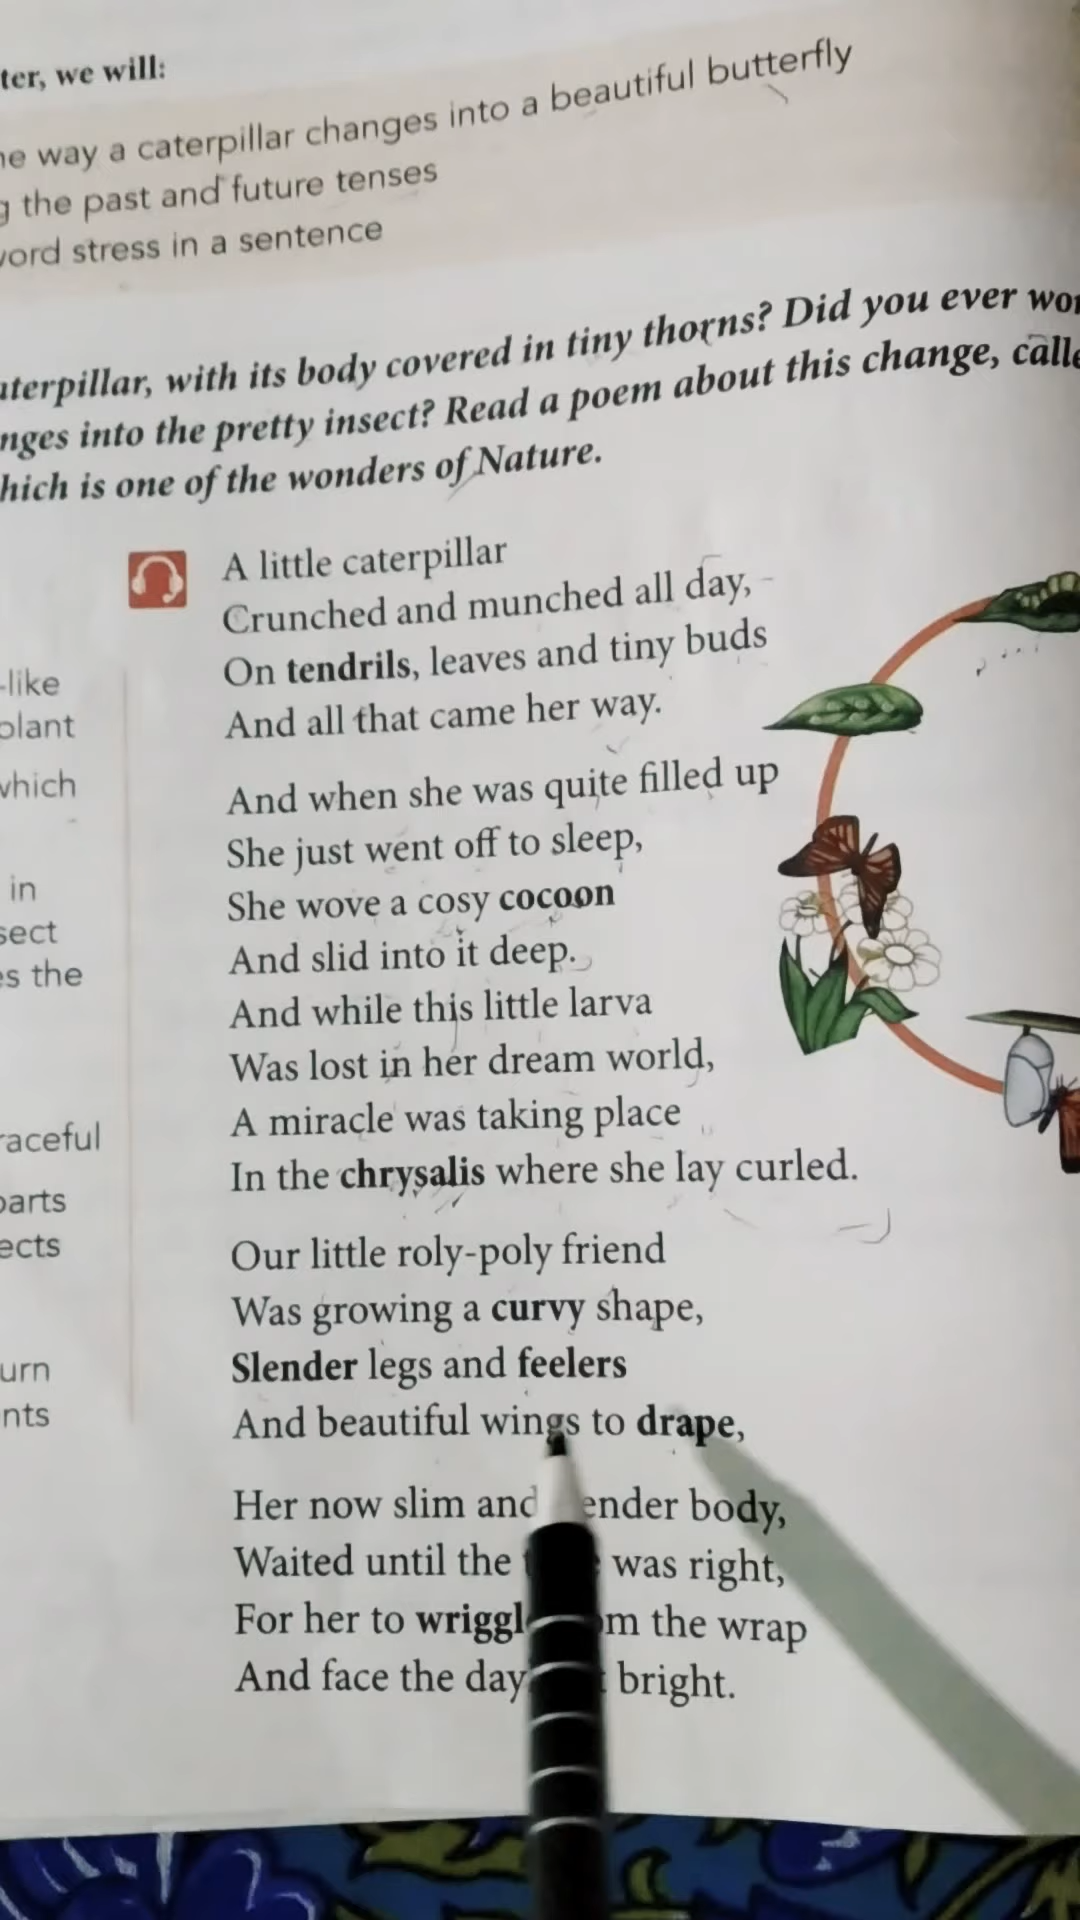 ter, we will:
way a caterpillar changes into a beautiful butterfly
the past and future tenses
word stress in a sentence
caterpillar, with its body covered in tiny thorns? Did you ever
into the pretty insect? Read a poem about this change,
which is one of the wonders of Nature.
A little caterpillar
Crunched and munched all day,
-like
On tendrils, leaves and tiny buds
plant
And all that came her way.
which
And when she was quite filled up
She just went off to sleep,
in
She wove a cosy cocoon
sect
And slid into it deep.
s the
And while this little larva
Was lost in her dream world,
A miracle was taking place
raceful
In the chrysalis where she lay curled.
parts
ects
Our little roly-poly friend
Was growing a curvy shape,
urn
Slender legs and feelers
nts
And beautiful wings to drape,
Her now slim and ender body,
Waited until the was right,
For her to wriggl m the wrap
And face the day bright.